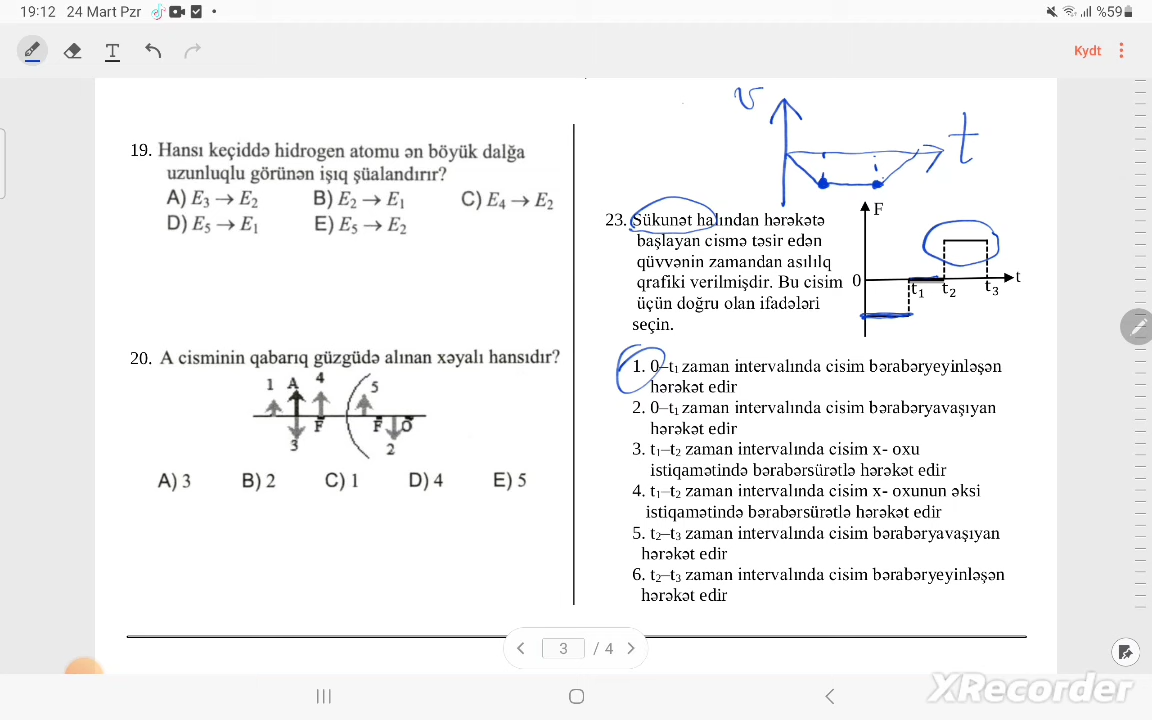 19:12 24 Mart Pzr
%59
Kydt
19. Hansı keçiddə hidrogen atomu ən böyük dalğa
uzunluqlu görünən işıq şüalandırır?
A) E₃ → E₂ B) E₂ → E₁ C) E₄ → E₂
D) E₅ → E₁ E) E₅ → E₂
20. A cisminin qabarıq güzgüdə alınan xəyalı hansıdır?
1 A 4 5
F F O
3 2
A) 3 B) 2 C) 1 D) 4 E) 5
v
t
23. Sükunət halından hərəkətə
başlayan cismə təsir edən
qüvvənin zamandan asılılq
qrafiki verilmişdir. Bu cisim
üçün doğru olan ifadələri
seçin.
F
0 t₁ t₂ t₃ t
1. 0–t₁ zaman intervalında cisim bərabəryeyinləşən
hərəkət edir
2. 0–t₁ zaman intervalında cisim bərabəryavaşıyan
hərəkət edir
3. t₁–t₂ zaman intervalında cisim x- oxu
istiqamətində bərabərsürətlə hərəkət edir
4. t₁–t₂ zaman intervalında cisim x- oxunun əksi
istiqamətində bərabərsürətlə hərəkət edir
5. t₂–t₃ zaman intervalında cisim bərabəryavaşıyan
hərəkət edir
6. t₂–t₃ zaman intervalında cisim bərabəryeyinləşən
hərəkət edir
3 / 4
XRecorder